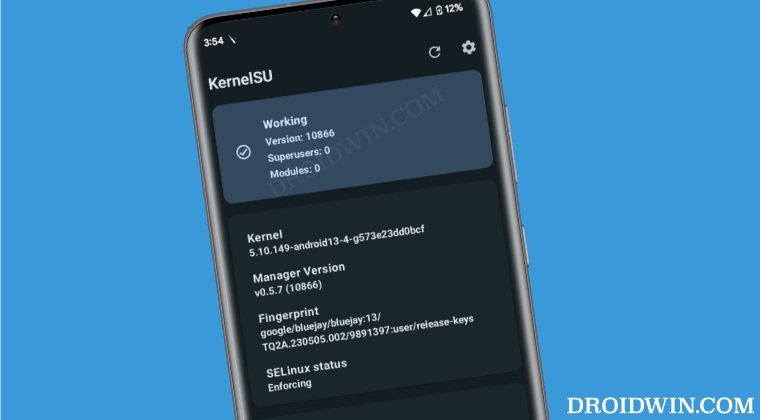 3:54
12%
KernelSU
Working
Version: 10866
Superusers: 0
Modules: 0
DROIDWIN.COM
Kernel
5.10.149-android13-4-g573e23dd0bcf
Manager Version
v0.5.7 (10866)
Fingerprint
google/bluejay/bluejay:13/
TQ2A.230505.002/9891397:user/release-keys
SELinux status
Enforcing
DROIDWIN.COM